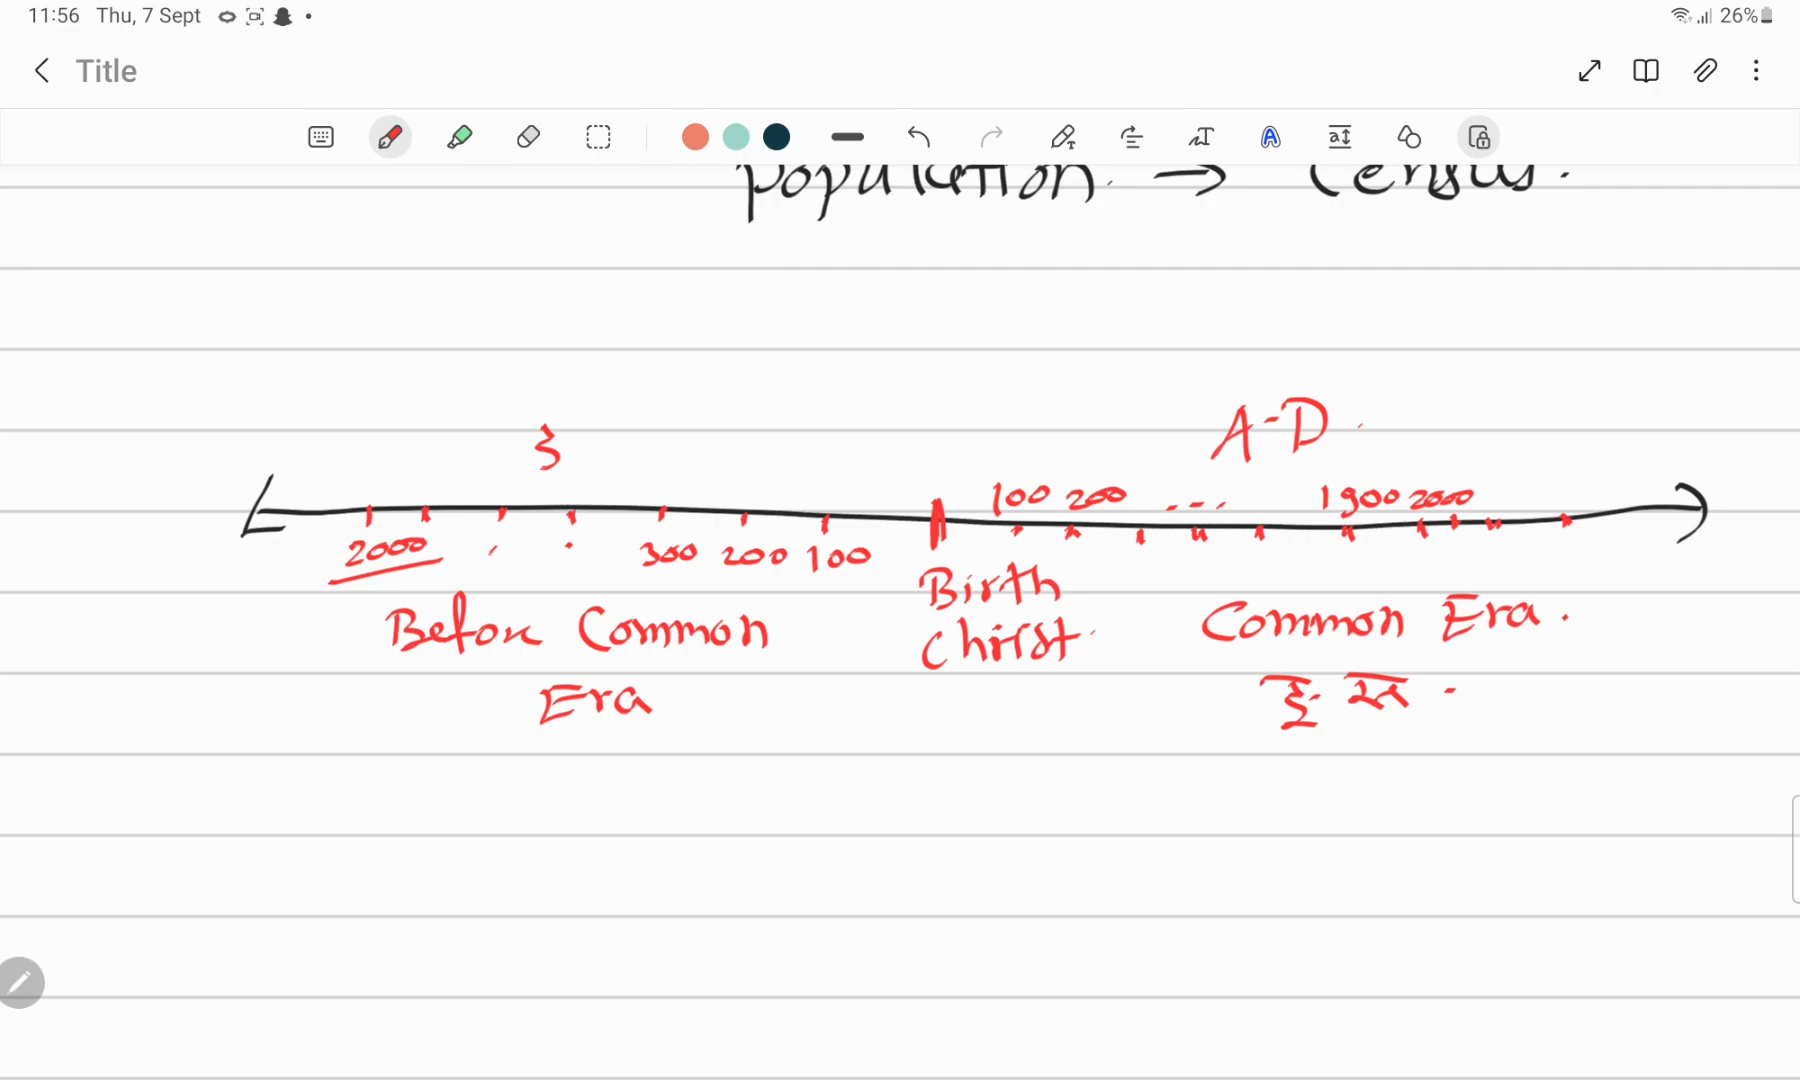 11:56 Thu, 7 Sept 26%
Title
population. → Census.
A-D.
100 200 --- 1900 2000
2000 300 200 100
Birth
Chirst.
Before Common
Era
Common Era.
ई. सन